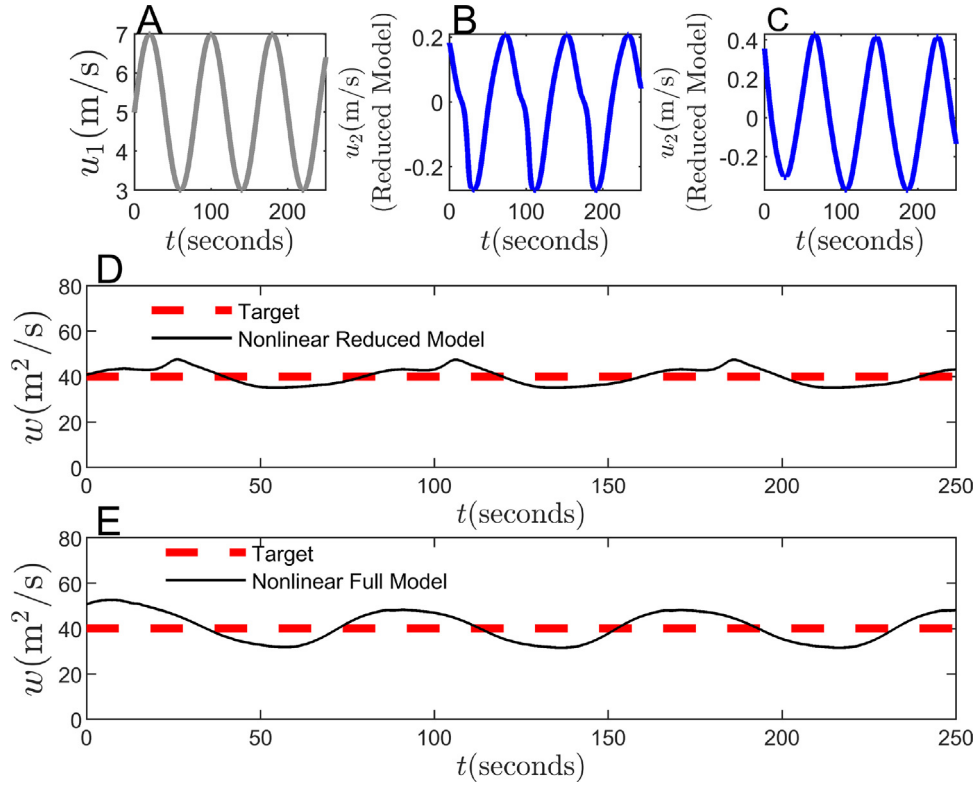 A
B
C
u₁(m/s)
7
6
5
4
3
0
100
200
t(seconds)
u₂(m/s)
(Reduced Model)
0.2
0
-0.2
0
100
200
t(seconds)
u₂(m/s)
(Reduced Model)
0.4
0.2
0
-0.2
0
100
200
t(seconds)
D
w(m²/s)
80
60
40
20
0
Target
Nonlinear Reduced Model
0
50
100
150
200
250
t(seconds)
E
w(m²/s)
80
60
40
20
0
Target
Nonlinear Full Model
0
50
100
150
200
250
t(seconds)